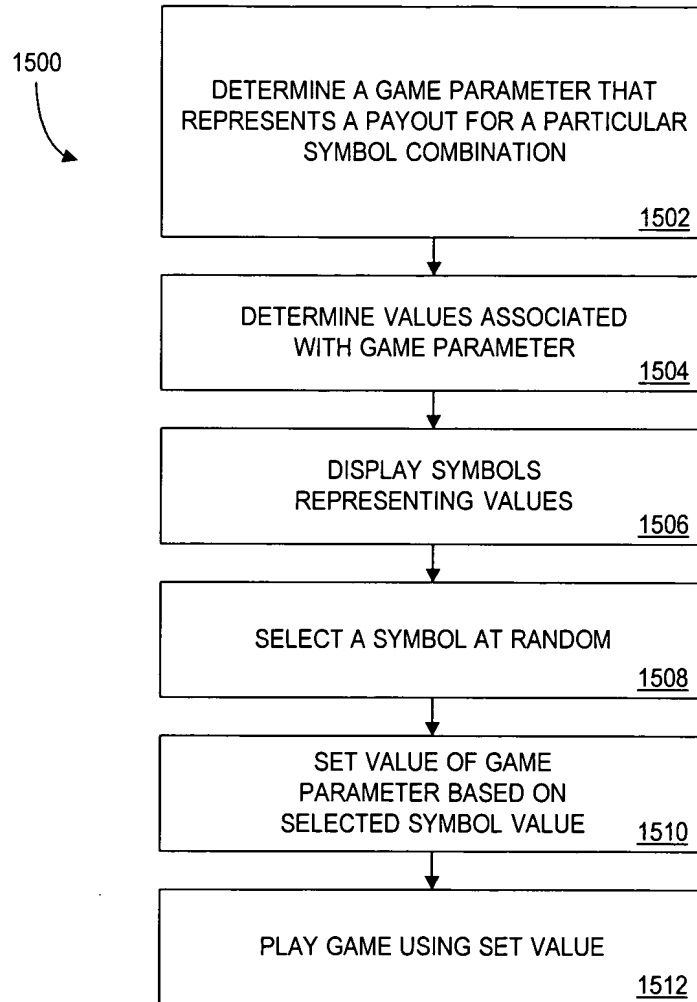 1500
DETERMINE A GAME PARAMETER THAT
REPRESENTS A PAYOUT FOR A PARTICULAR
SYMBOL COMBINATION
1502
DETERMINE VALUES ASSOCIATED
WITH GAME PARAMETER
1504
DISPLAY SYMBOLS
REPRESENTING VALUES
1506
SELECT A SYMBOL AT RANDOM
1508
SET VALUE OF GAME
PARAMETER BASED ON
SELECTED SYMBOL VALUE
1510
PLAY GAME USING SET VALUE
1512